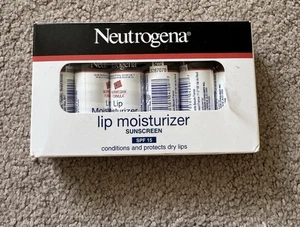 Neutrogena®
Lip
Moisturizer
lip moisturizer
SUNSCREEN
SPF 15
conditions and protects dry lips